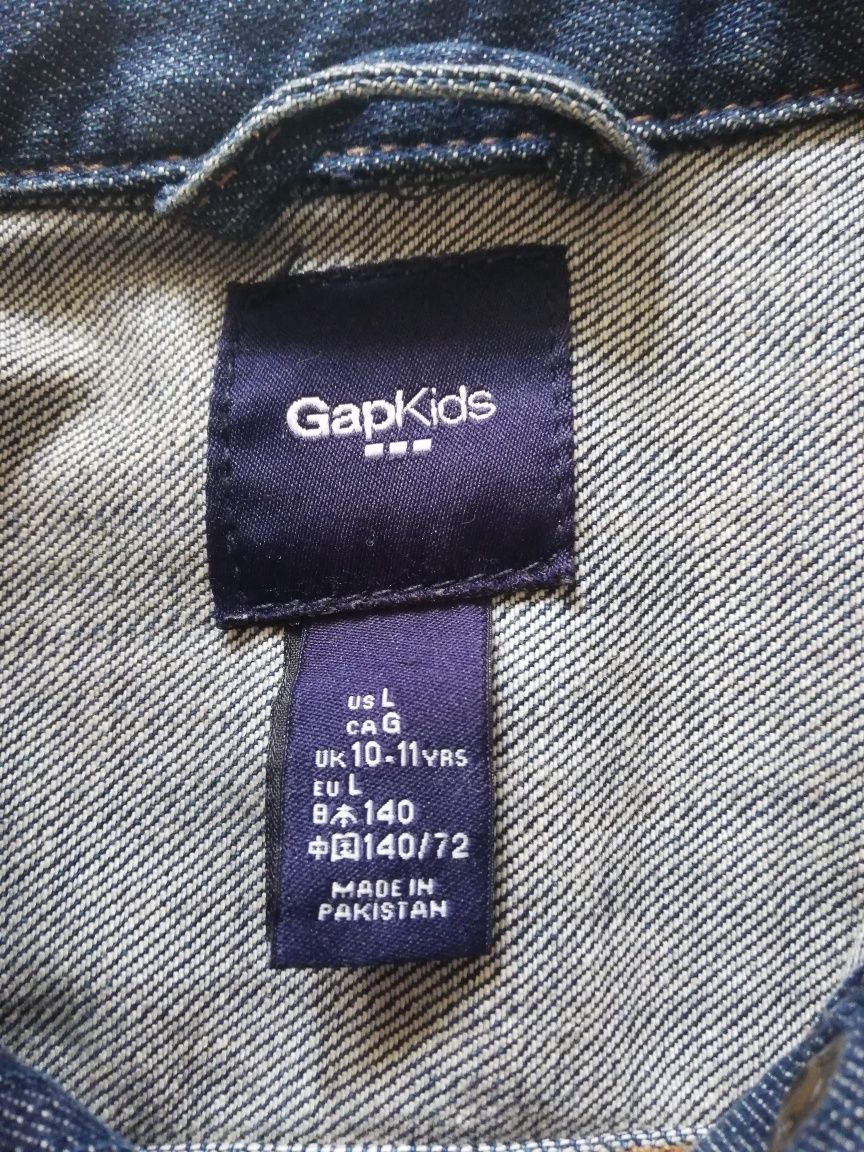 GapKids
US L
CA G
UK 10-11 YRS
EU L
日本 140
中国 140/72
MADE IN
PAKISTAN